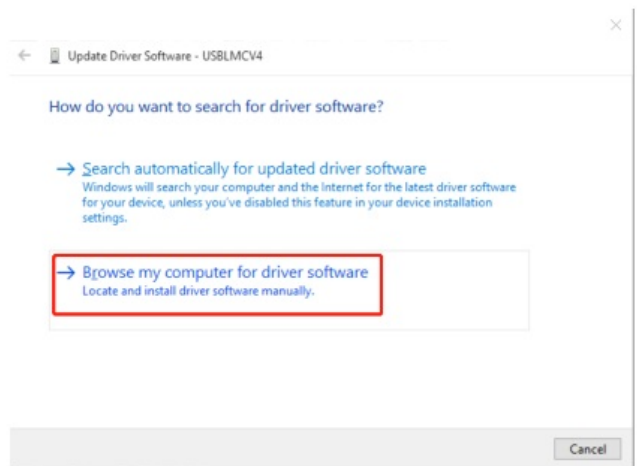 Update Driver Software - USBLMCV4
How do you want to search for driver software?
Search automatically for updated driver software
Windows will search your computer and the Internet for the latest driver software
for your device, unless you've disabled this feature in your device installation
settings.
Browse my computer for driver software
Locate and install driver software manually.
Cancel